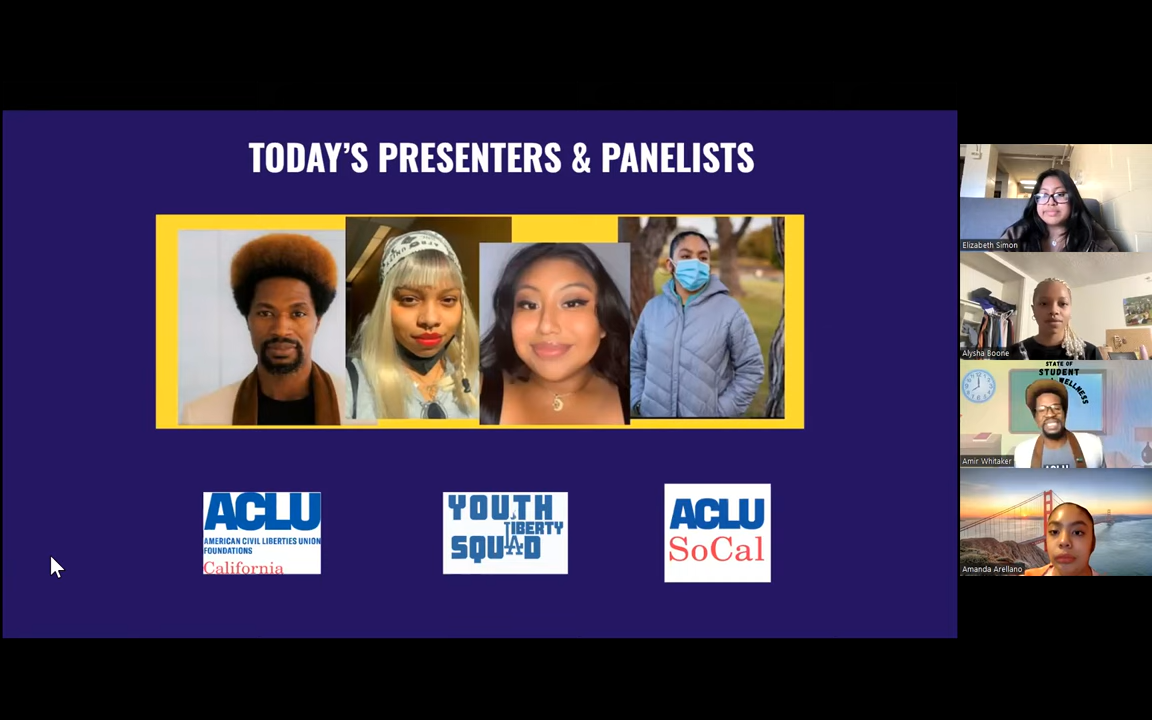 TODAY'S PRESENTERS & PANELISTS
ACLU
AMERICAN CIVIL LIBERTIES UNION
FOUNDATIONS
California
YOUTH
LIBERTY
SQUAD
ACLU
SoCal
Elizabeth Simon
Alysha Boone
STATE OF
STUDENT
WELLNESS
ACLU
Amir Whitaker
Amanda Arellano